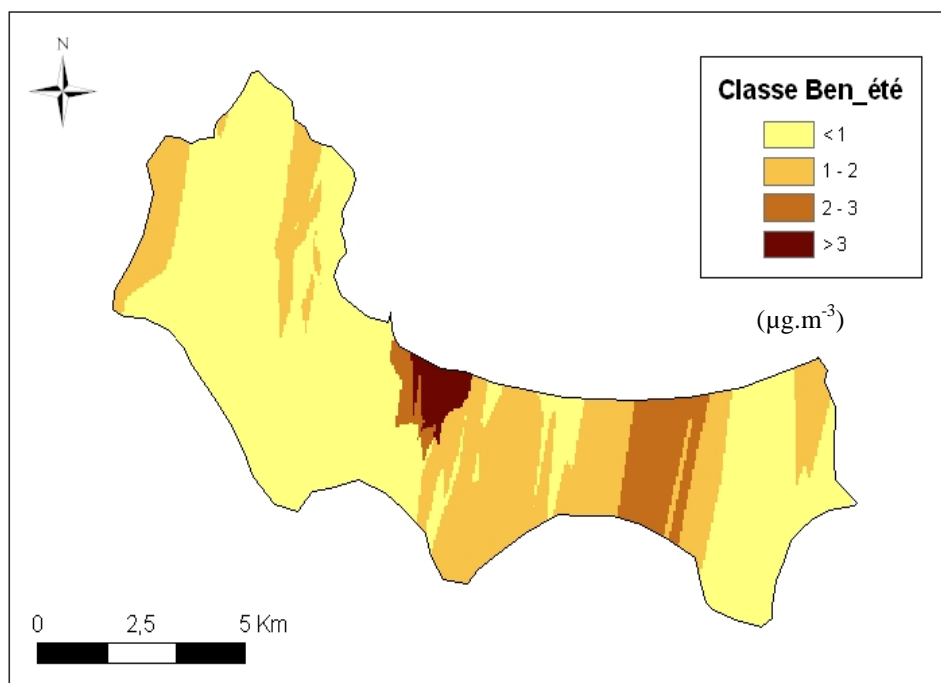 N
Classe Ben_été
< 1
1 - 2
2 - 3
> 3
(µg.m⁻³)
0 2,5 5 Km